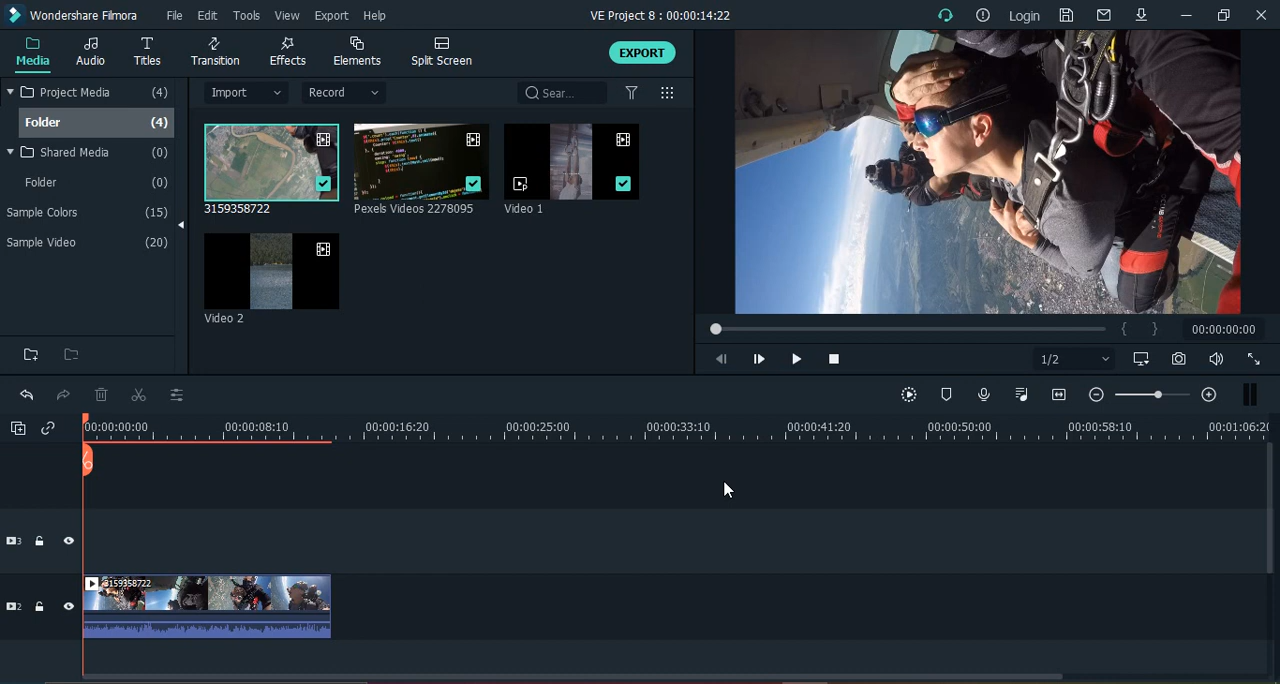 Wondershare Filmora File Edit Tools View Export Help VE Project 8 : 00:00:14:22 Login
Media Audio Titles Transition Effects Elements Split Screen EXPORT
Project Media (4)
Folder (4)
Shared Media (0)
Folder (0)
Sample Colors (15)
Sample Video (20)
Import Record Sear...
3159358722 Pexels Videos 2278095 Video 1
Video 2
{ } 00:00:00:00
1/2
00:00:00:00 00:00:08:10 00:00:16:20 00:00:25:00 00:00:33:10 00:00:41:20 00:00:50:00 00:00:58:10 00:01:06:20
3
2 3159358722